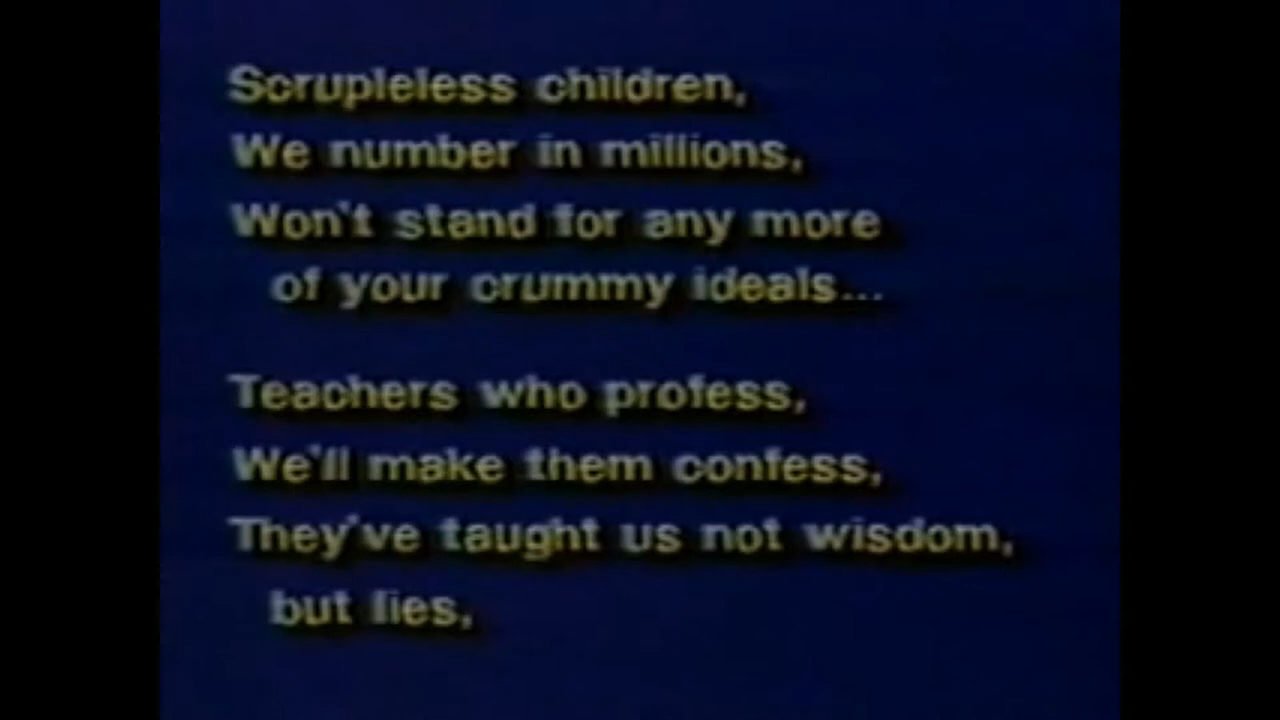 Scrupleless children,
We number in millions,
Won't stand for any more
of your crummy ideals...
Teachers who profess,
We'll make them confess,
They've taught us not wisdom,
but lies,